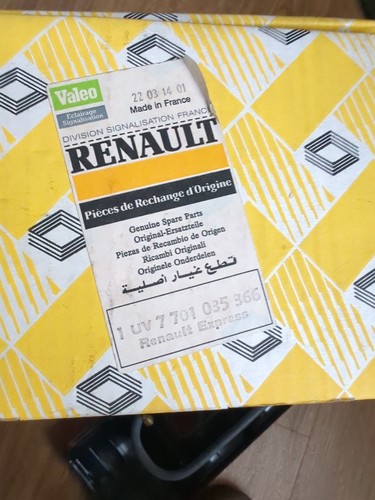 Valeo
Eclairage
Signalisation
22 03 14 01
Made in France
DIVISION SIGNALISATION FRANCE
RENAULT
Pièces de Rechange d'Origine
Genuine Spare Parts
Original-Ersatzteile
Piezas de Recambio de Origen
Ricambi Originali
Originele Onderdelen
قطع غيار أصلية
1 UV 7 701 035 366
Renault Express